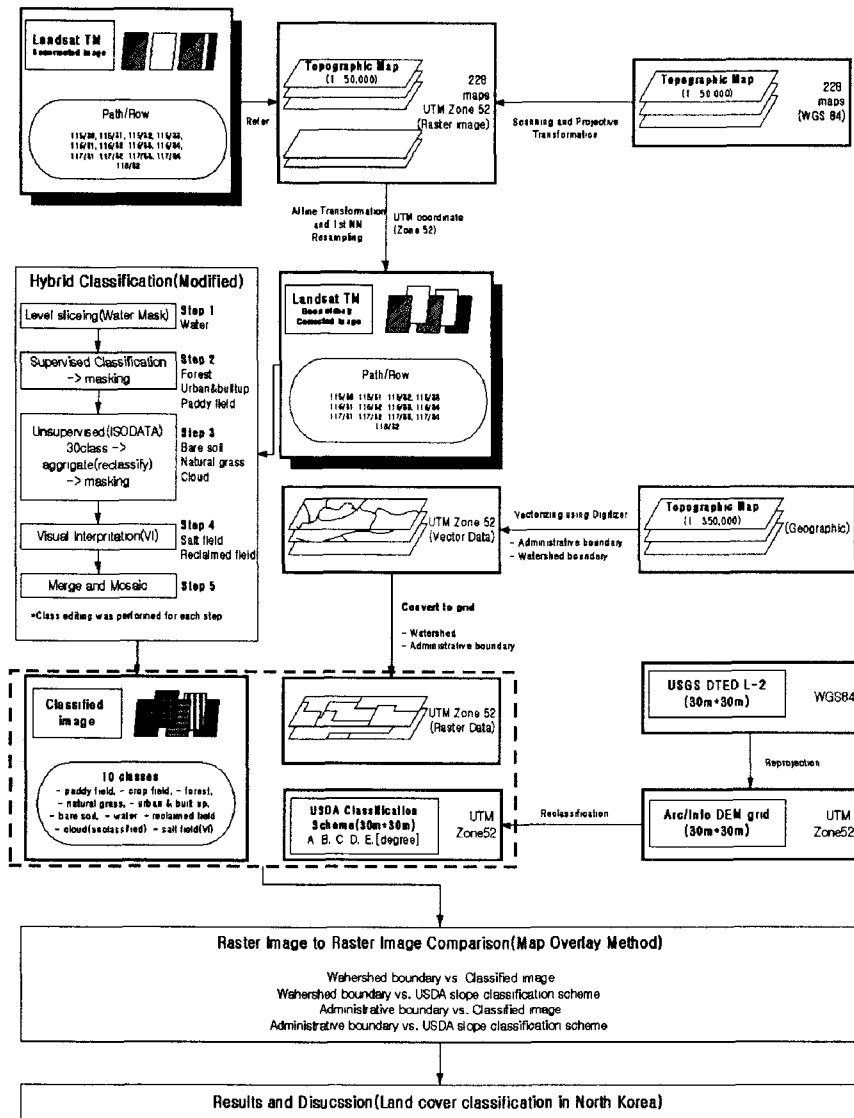 Landsat TM
Path/Row
Refer
Topographic Map
(1 50,000)
228
maps
UTM Zone 52
(Raster image)
Scanning and Projective
Transformation
Topographic Map
(1 50,000)
228
maps
(WGS 84)
Affine Transformation
and 1st NN
Resampling
UTM coordinate
(Zone 52)
Hybrid Classification(Modified)
Level sliceing(Water Mask)
Step 1
Water
Supervised Classification
-> masking
Step 2
Forest
Urban&builtup
Paddy field
Unsupervised(ISODATA)
30class ->
aggrigate(reclassify)
-> masking
Step 3
Bare soil
Natural grass
Cloud
Visual Interpritation(VI)
Step 4
Salt field
Reclaimed field
Merge and Mosaic
Step 5
*Class editing was performed for each step
Landsat TM
Corrected Image
Path/Row
UTM Zone 52
(Vector Data)
Vectorizing using Digitizer
- Administrative boundary
- Watershed boundary
Topographic Map
(1 350,000)
(Geographic)
Convert to grid
- Watershed
- Administrative boundary
Classified
image
10 classes
- paddy field, - crop field, - forest,
- natural grass, - urban & built up,
- bare soil, - water - reclaimed field
- cloud(unclassified) - salt field(VI)
UTM Zone 52
(Raster Data)
USDA Classification
Scheme(30m*30m)
A. B. C. D. E.[degree]
UTM
Zone52
Reclassification
USGS DTED L-2
(30m*30m)
WGS84
Reprojection
Arc/Info DEM grid
(30m*30m)
UTM
Zone52
Raster Image to Raster Image Comparison(Map Overlay Method)
Wahershed boundary vs Classified image
Wahershed boundary vs. USDA slope classification scheme
Administrative boundary vs. Classified image
Administrative boundary vs. USDA slope classification scheme
Results and Disucssion(Land cover classification in North Korea)